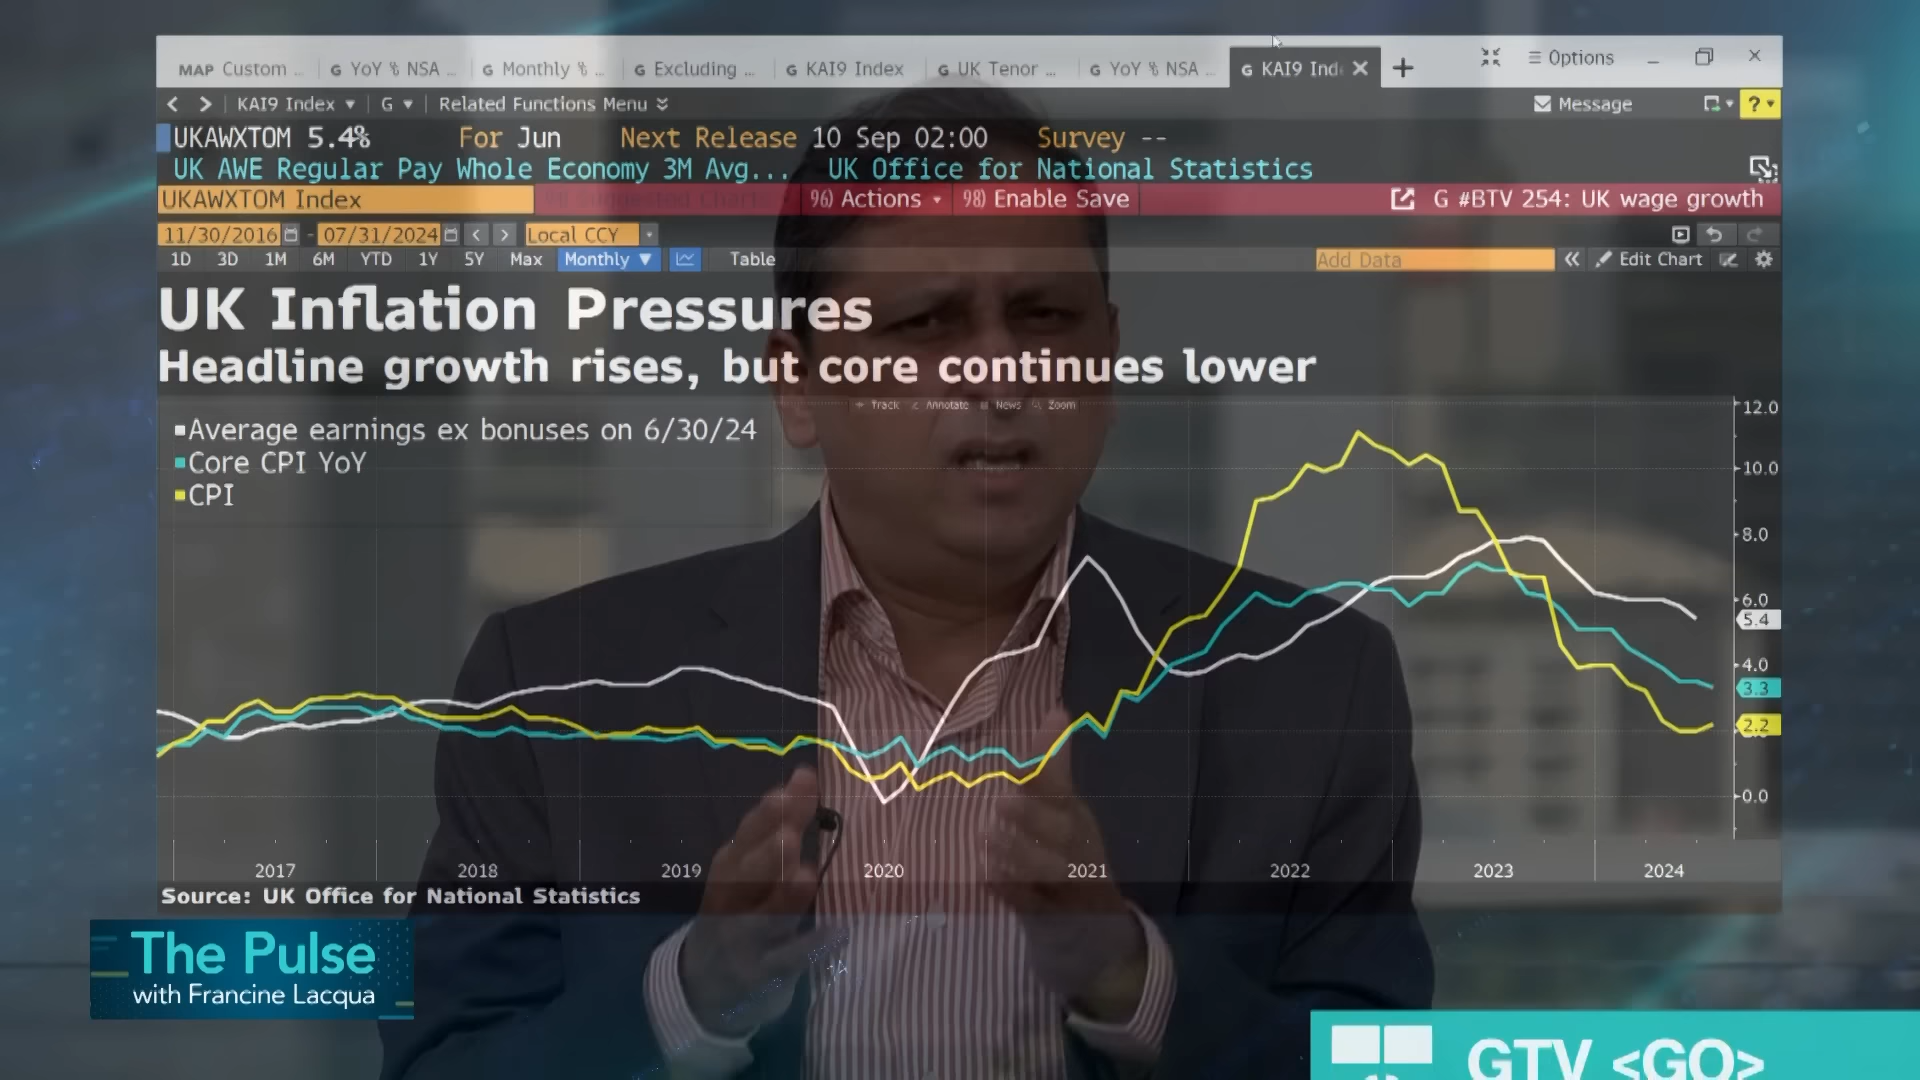 MAP Custom ... G YoY % NSA ... G Monthly % ... G Excluding ... G KAI9 Index G UK Tenor ... G YoY % NSA ... G KAI9 Ind ✕ +
Options
< > KAI9 Index ▾ G ▾ Related Functions Menu
Message ? ▾
UKAWXTOM 5.4% For Jun Next Release 10 Sep 02:00 Survey --
UK AWE Regular Pay Whole Economy 3M Avg... UK Office for National Statistics
UKAWXTOM Index 96) Actions ▾ 98) Enable Save G #BTV 254: UK wage growth
11/30/2016 - 07/31/2024 < > Local CCY
1D 3D 1M 6M YTD 1Y 5Y Max Monthly ▼ Table Add Data « Edit Chart
UK Inflation Pressures
Headline growth rises, but core continues lower
Track Annotate News Zoom
Average earnings ex bonuses on 6/30/24
Core CPI YoY
CPI
12.0
10.0
8.0
6.0
5.4
4.0
3.3
2.2
0.0
2017 2018 2019 2020 2021 2022 2023 2024
Source: UK Office for National Statistics
The Pulse
with Francine Lacqua
GTV <GO>